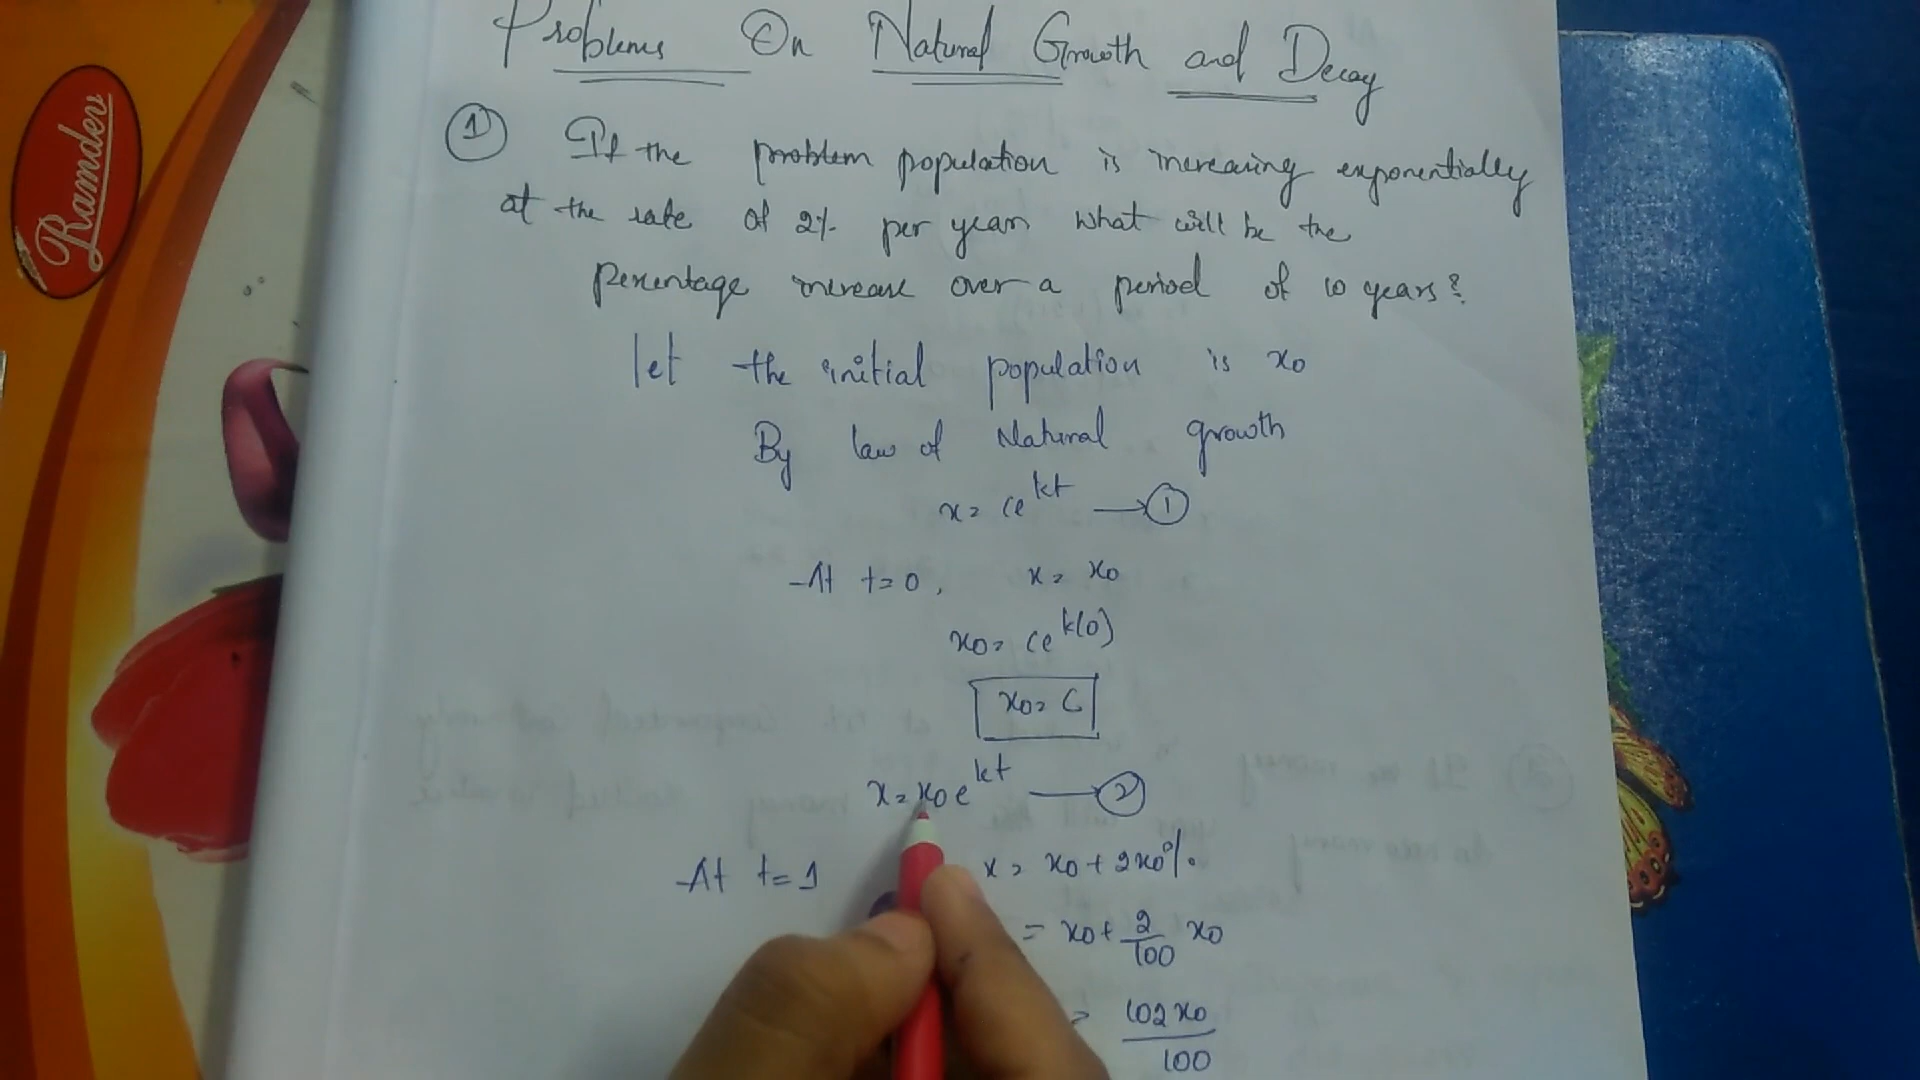 Problems On Natural Growth and Decay
① If the problem population is increasing exponentially
at the rate of 2% per year what will be the
percentage increase over a period of 10 years?
let the initial population is x0
By law of Natural growth
x = ce^kt → ①
At t=0, x = x0
x0 = ce^k(0)
x0 = C
x = x0 e^kt → ②
At t=1 x = x0 + 2x0%
= x0 + 2/100 x0
= 102x0/100
Ramdev